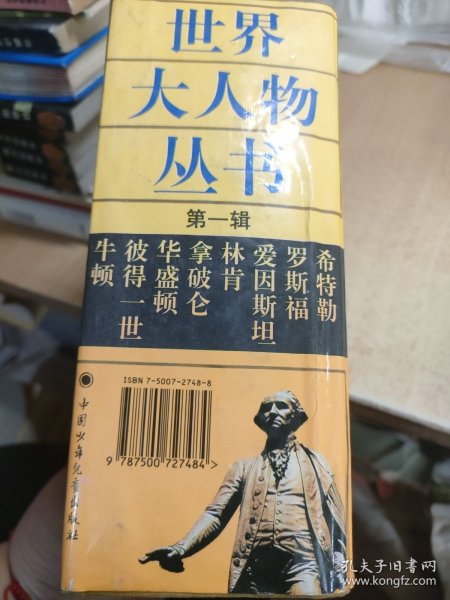 世界
大人物
丛书
第一辑
希特勒
罗斯福
爱因斯坦
林肯
拿破仑
华盛顿
彼得一世
牛顿
ISBN 7-5007-2748-8
9 787500 727484 >
中国少年儿童出版社
孔夫子旧书网
www.kongfz.com